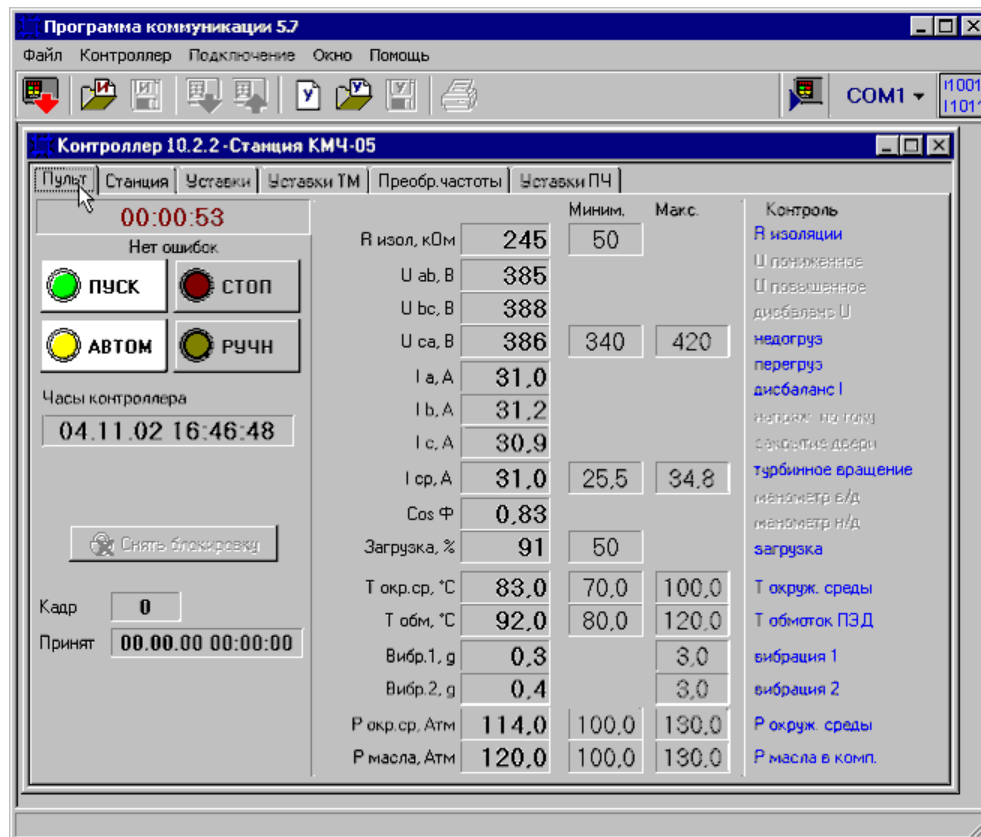 Программа коммуникации 5.7
Файл Контроллер Подключение Окно Помощь
И И У У У COM1 11001
11011
Контроллер 10.2.2 -Станция КМЧ-05
Пульт Станция Уставки Уставки ТМ Преобр.частоты Уставки ПЧ
00:00:53
Нет ошибок
ПУСК СТОП
АВТОМ РУЧН
Часы контроллера
04.11.02 16:46:48
Снять блокировку
Кадр 0
Принят 00.00.00 00:00:00
Миним. Макс.
R изол, кОм 245 50
U ab, В 385
U bc, В 388
U ca, В 386 340 420
I a, А 31,0
I b, А 31,2
I c, А 30,9
I ср, А 31,0 25,5 34,8
Cos Ф 0,83
Загрузка, % 91 50
Т окр.ср, °С 83,0 70,0 100,0
Т обм, °С 92,0 80,0 120,0
Вибр.1, g 0,3 3,0
Вибр.2, g 0,4 3,0
Р окр.ср, Атм 114,0 100,0 130,0
Р масла, Атм 120,0 100,0 130,0
Контроль
R изоляции
U пониженное
U повышенное
дисбаланс U
недогруз
перегруз
дисбаланс I
напряж. по току
закрытие двери
турбинное вращение
манометр в/д
манометр н/д
загрузка
Т окруж. среды
Т обмоток ПЭД
вибрация 1
вибрация 2
Р окруж. среды
Р масла в комп.